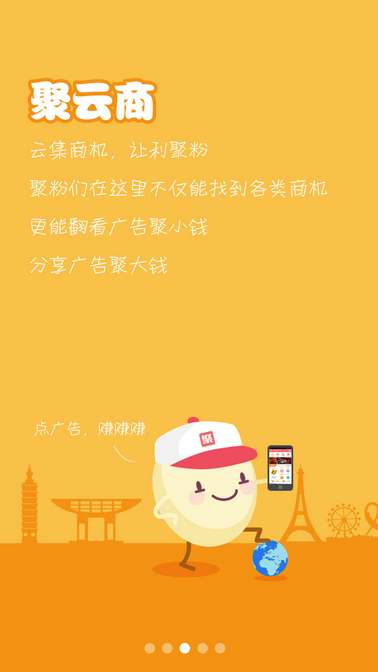 聚云商
云集商机，让利聚粉
聚粉们在这里不仅能找到各类商机
更能翻看广告聚小钱
分享广告聚大钱
点广告，赚赚赚
聚